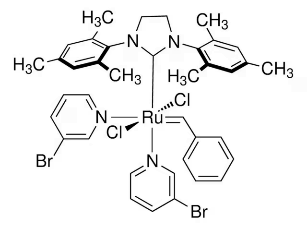 H₃C CH₃
N N
H₃C CH₃ H₃C CH₃
Cl
N Ru
Cl
Br
N
Br